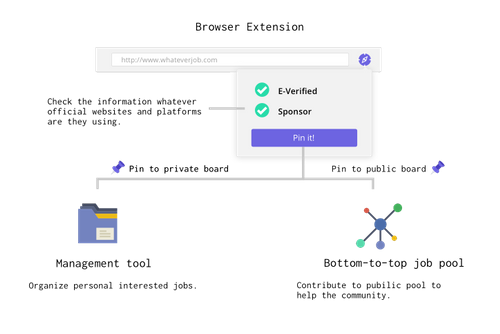 Browser Extension
http://www.whateverjob.com
E-Verified
Check the information whatever
official websites and platforms
are they using.
Sponsor
Pin it!
Pin to private board
Pin to public board
Management tool
Bottom-to-top job pool
Organize personal interested jobs.
Contribute to public pool to
help the community.